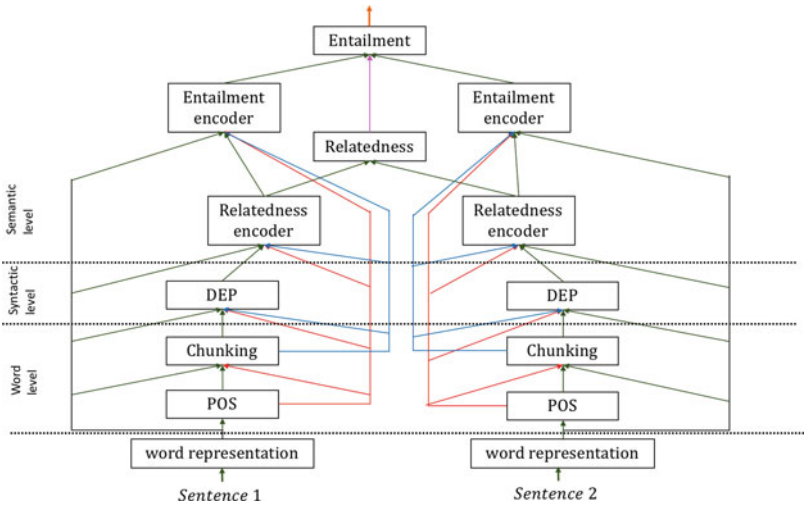 Entailment
Entailment
encoder
Entailment
encoder
Relatedness
Semantic
level
Relatedness
encoder
Relatedness
encoder
Syntactic
level
DEP
DEP
Word
level
Chunking
Chunking
POS
POS
word representation
word representation
Sentence 1
Sentence 2